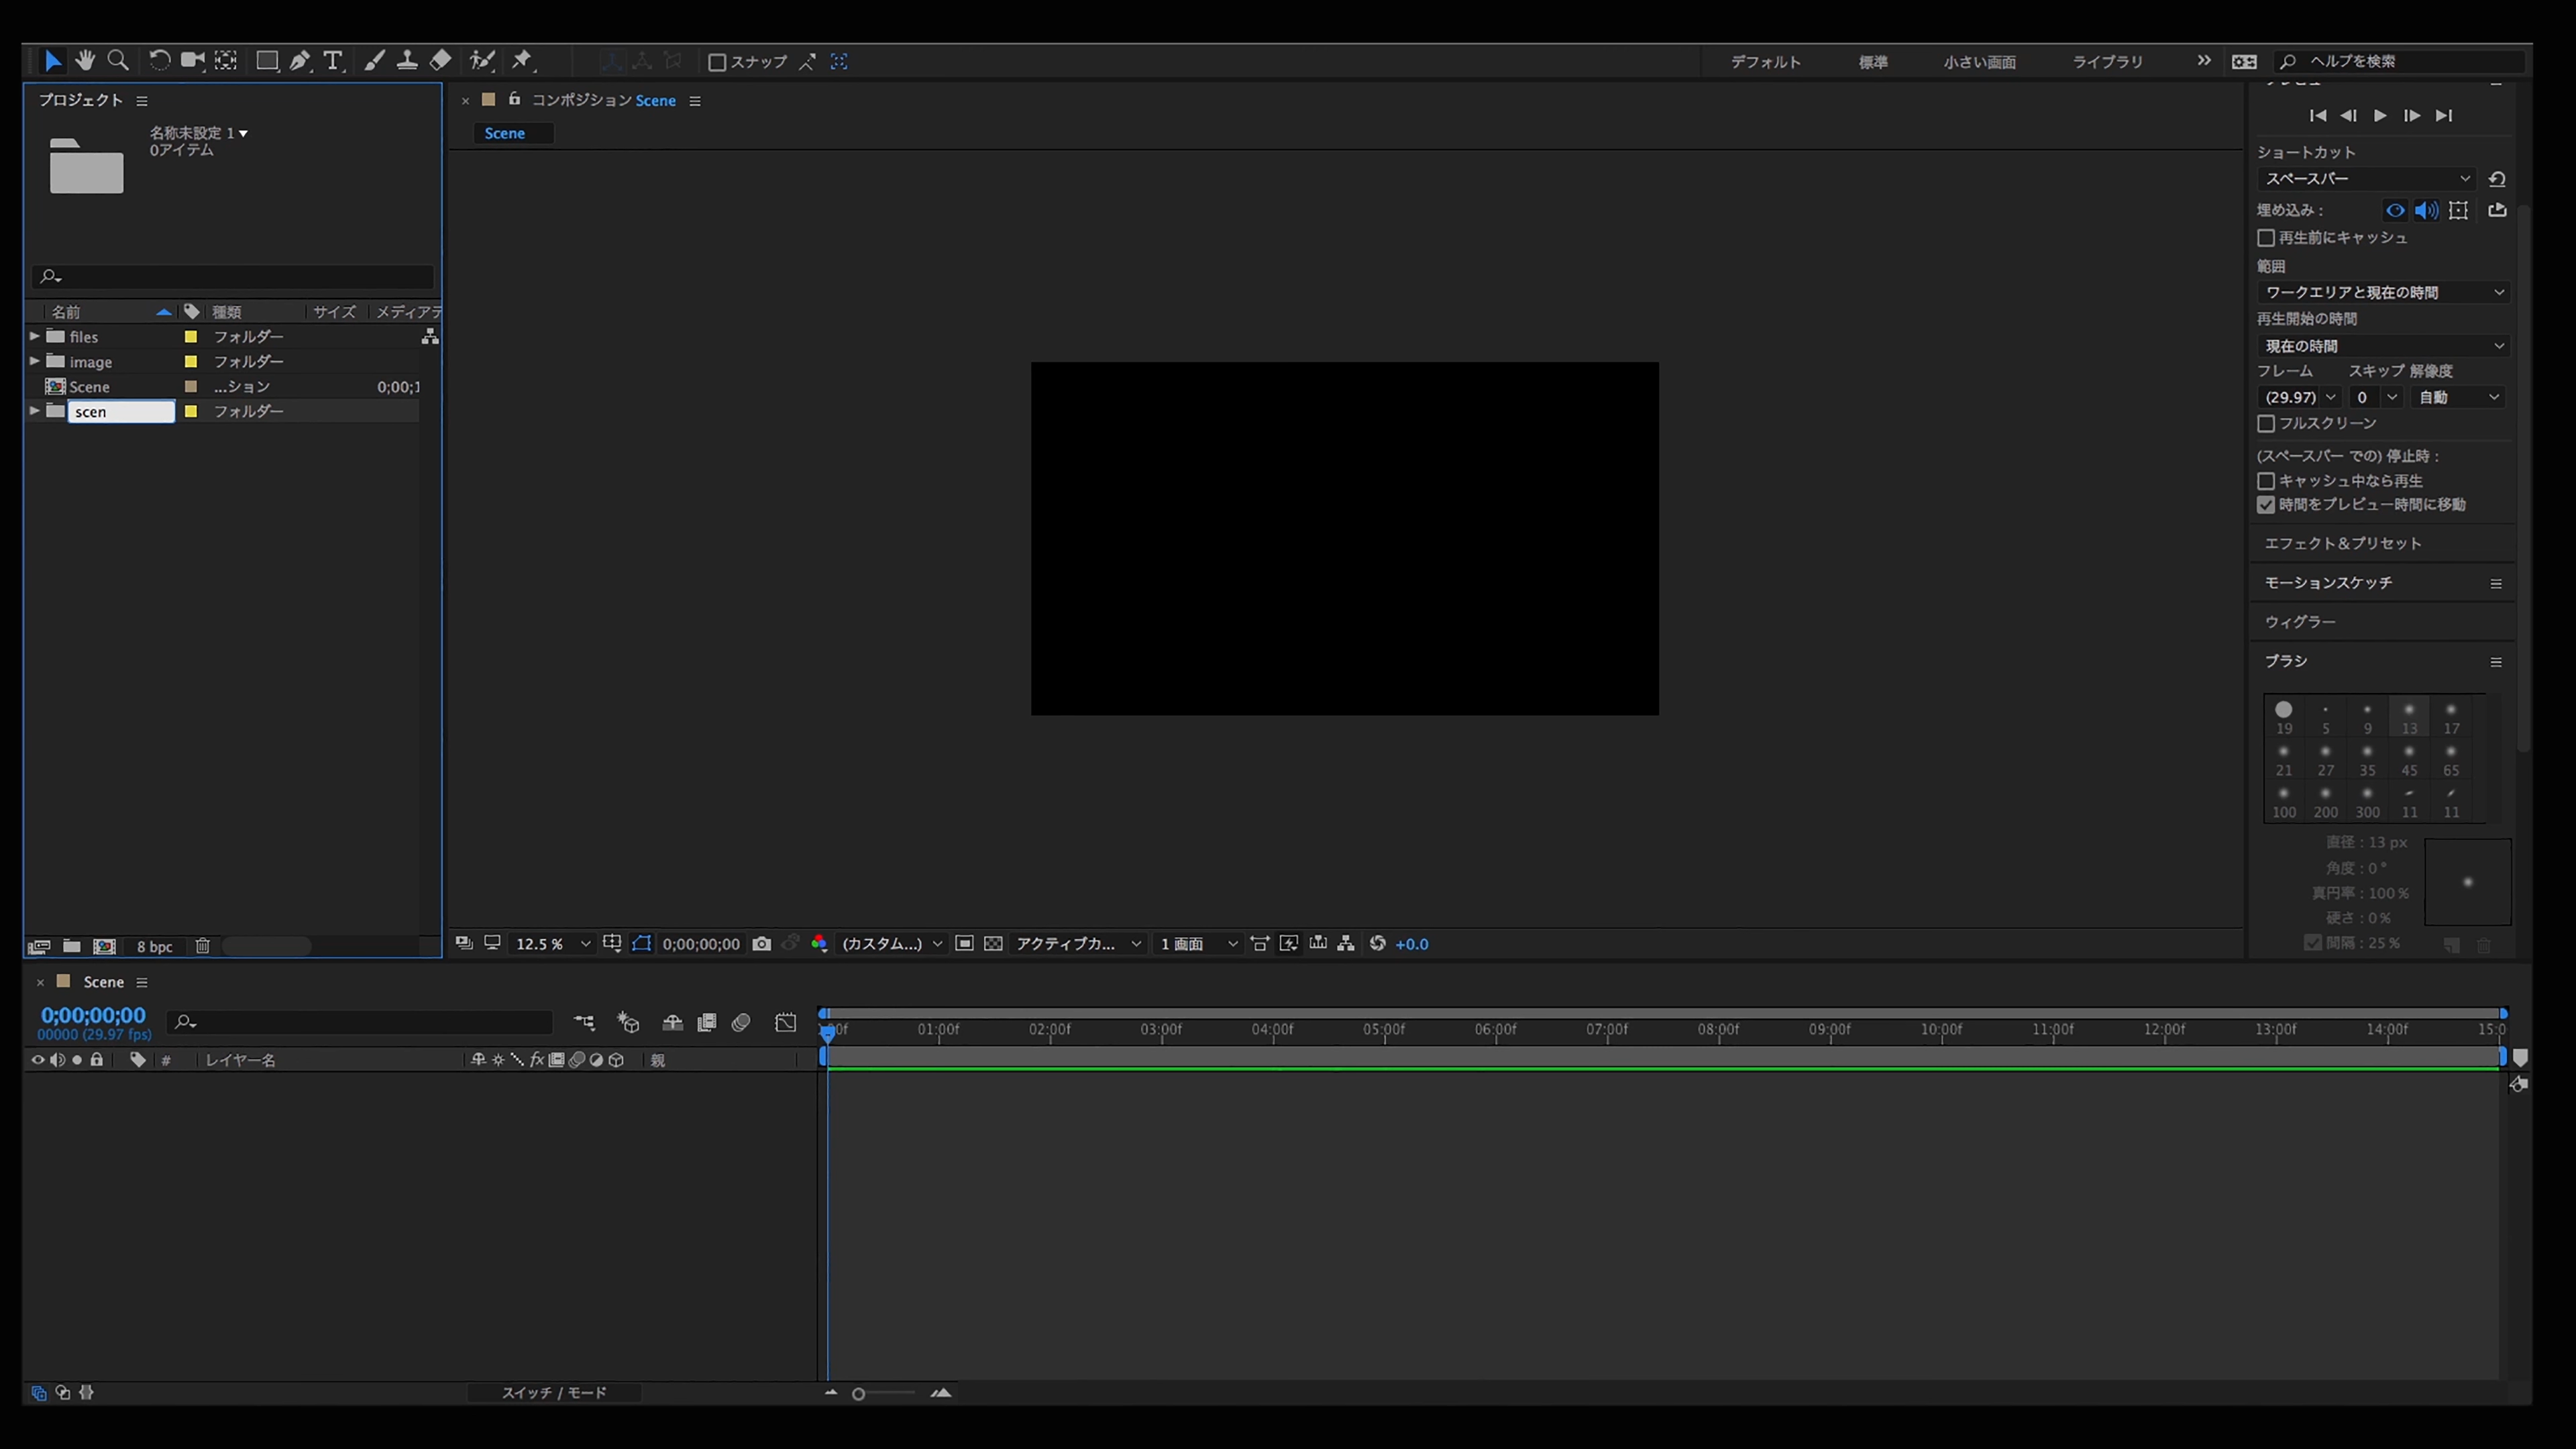 スナップ
デフォルト
標準
小さい画面
ライブラリ
ヘルプを検索
プロジェクト
名称未設定 1
0アイテム
名前 種類 サイズ メディアデ
files フォルダー
image フォルダー
Scene ...ション 0;00;1
scen フォルダー
8 bpc
コンポジション Scene
Scene
12.5 %
0;00;00;00
(カスタム...)
アクティブカ...
1 画面
+0.0
ショートカット
スペースバー
埋め込み :
再生前にキャッシュ
範囲
ワークエリアと現在の時間
再生開始の時間
現在の時間
フレーム スキップ 解像度
(29.97) 0 自動
フルスクリーン
(スペースバー での) 停止時 :
キャッシュ中なら再生
時間をプレビュー時間に移動
エフェクト＆プリセット
モーションスケッチ
ウィグラー
ブラシ
19 5 9 13 17
21 27 35 45 65
100 200 300 11 11
直径 : 13 px
角度 : 0 °
真円率 : 100 %
硬さ : 0 %
間隔 : 25 %
Scene
0;00;00;00
00000 (29.97 fps)
# レイヤー名 fx 親
:00f 01:00f 02:00f 03:00f 04:00f 05:00f 06:00f 07:00f 08:00f 09:00f 10:00f 11:00f 12:00f 13:00f 14:00f 15:0
スイッチ / モード